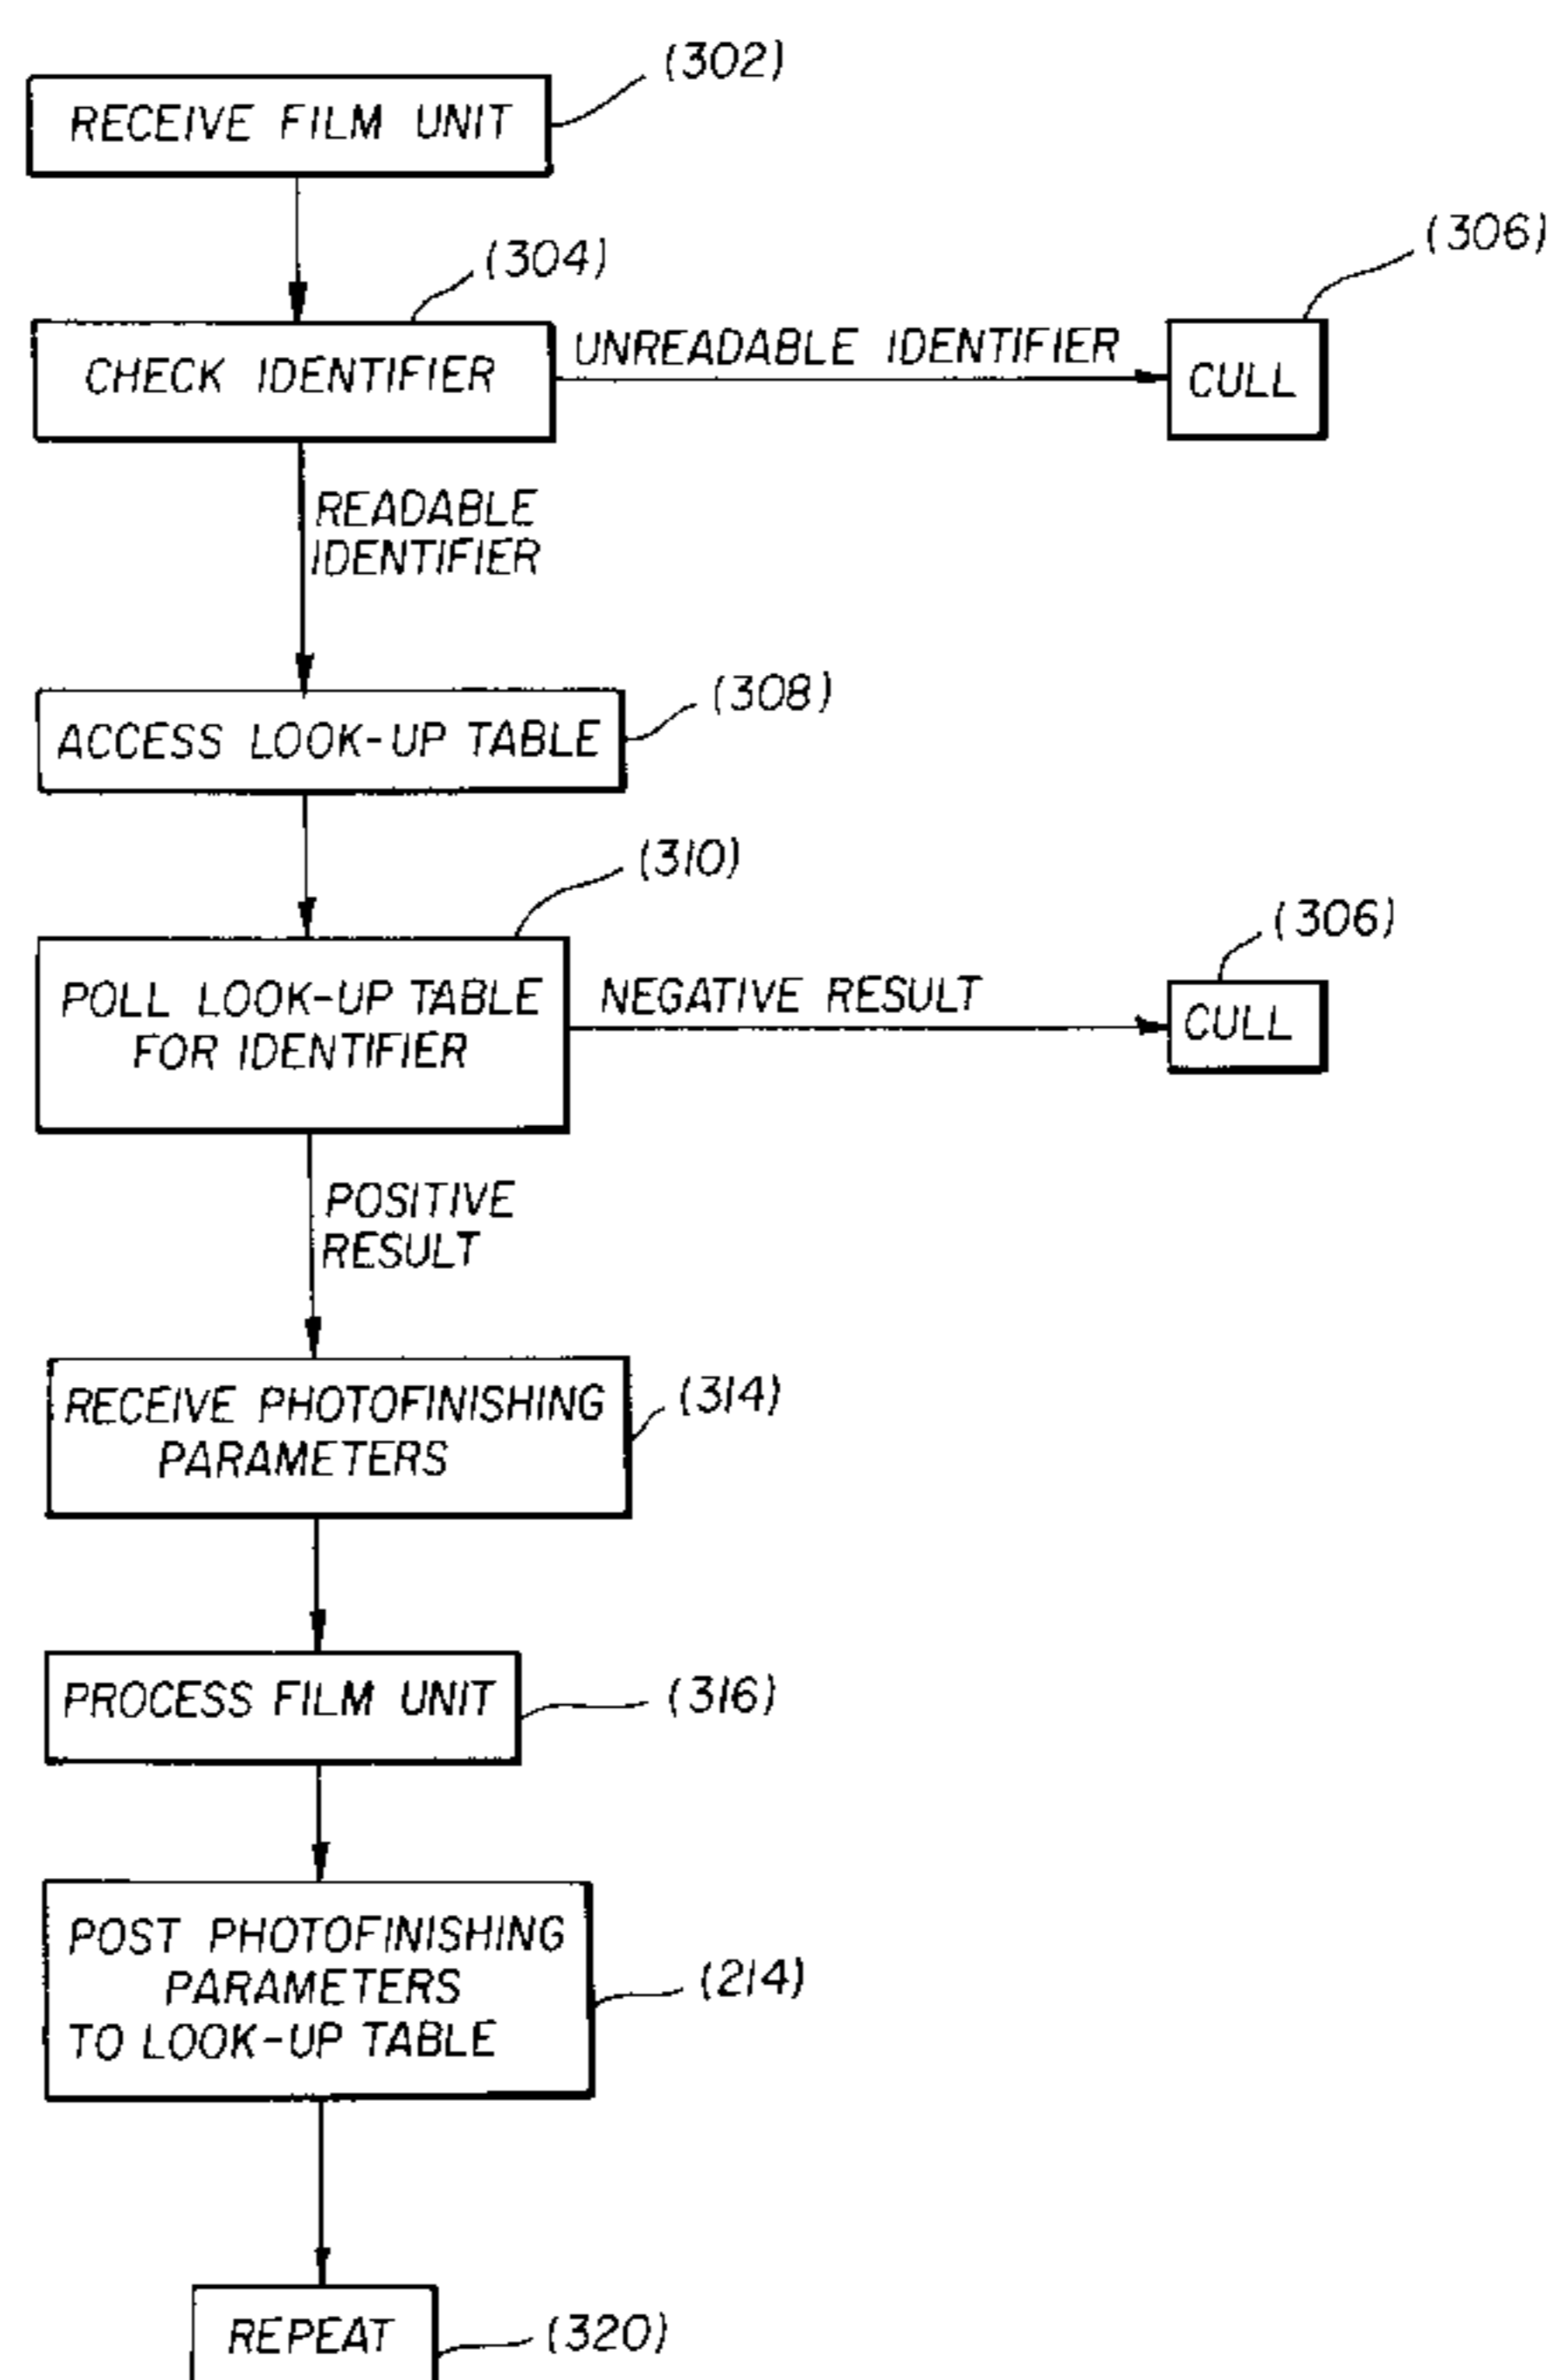 (302)
RECEIVE FILM UNIT
(304)
(306)
CHECK IDENTIFIER
UNREADABLE IDENTIFIER
CULL
READABLE
IDENTIFIER
(308)
ACCESS LOOK-UP TABLE
(310)
(306)
POLL LOOK-UP TABLE
FOR IDENTIFIER
NEGATIVE RESULT
CULL
POSITIVE
RESULT
(314)
RECEIVE PHOTOFINISHING
PARAMETERS
(316)
PROCESS FILM UNIT
POST PHOTOFINISHING
PARAMETERS
TO LOOK-UP TABLE
(214)
REPEAT
(320)